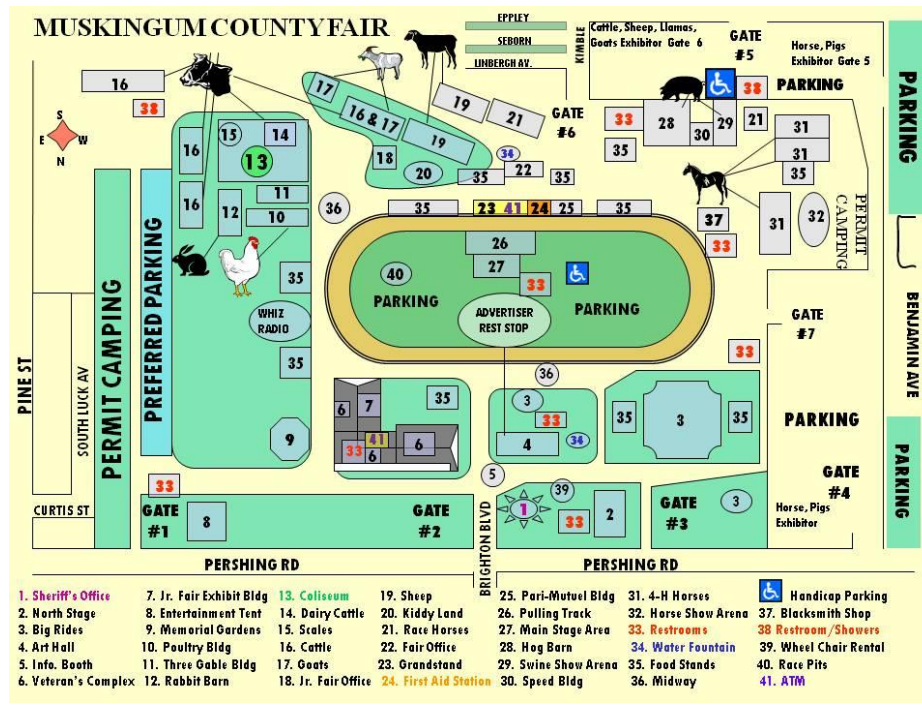 MUSKINGUM COUNTY FAIR
EPPLEY
SEBORN
LINBERGH AV.
KIMBLE
Cattle, Sheep, Llamas,
Goats Exhibitor Gate 6
GATE
#5
Horse, Pigs
Exhibitor Gate 5
PARKING
PARKING
16
38
S
E W
N
17
16 & 17
19
19
21
GATE
#6
18
20
34
22
35
35
33
35
28
30
29
38
21
31
31
35
31
32
37
33
PERMIT
CAMPING
15
14
13
16
16
12
11
10
36
35
23
41
24
25
35
26
27
33
40
PARKING
PARKING
ADVERTISER
REST STOP
35
WHIZ
RADIO
35
9
PINE ST
SOUTH LUCK AV
PERMIT CAMPING
PREFERRED PARKING
CURTIS ST
BENJAMIN AVE
GATE
#7
33
36
3
33
4
34
35
3
35
PARKING
PARKING
6
7
35
33
41
6
6
5
33
GATE
#1
8
GATE
#2
BRIGHTON BLVD
1
39
33
2
GATE
#3
3
GATE
#4
Horse, Pigs
Exhibitor
PERSHING RD
PERSHING RD
1. Sheriff's Office
2. North Stage
3. Big Rides
4. Art Hall
5. Info. Booth
6. Veteran's Complex
7. Jr. Fair Exhibit Bldg
8. Entertainment Tent
9. Memorial Gardens
10. Poultry Bldg
11. Three Gable Bldg
12. Rabbit Barn
13. Coliseum
14. Dairy Cattle
15. Scales
16. Cattle
17. Goats
18. Jr. Fair Office
19. Sheep
20. Kiddy Land
21. Race Horses
22. Fair Office
23. Grandstand
24. First Aid Station
25. Pari-Mutuel Bldg
26. Pulling Track
27. Main Stage Area
28. Hog Barn
29. Swine Show Arena
30. Speed Bldg
31. 4-H Horses
32. Horse Show Arena
33. Restrooms
34. Water Fountain
35. Food Stands
36. Midway
Handicap Parking
37. Blacksmith Shop
38 Restroom/Showers
39. Wheel Chair Rental
40. Race Pits
41. ATM